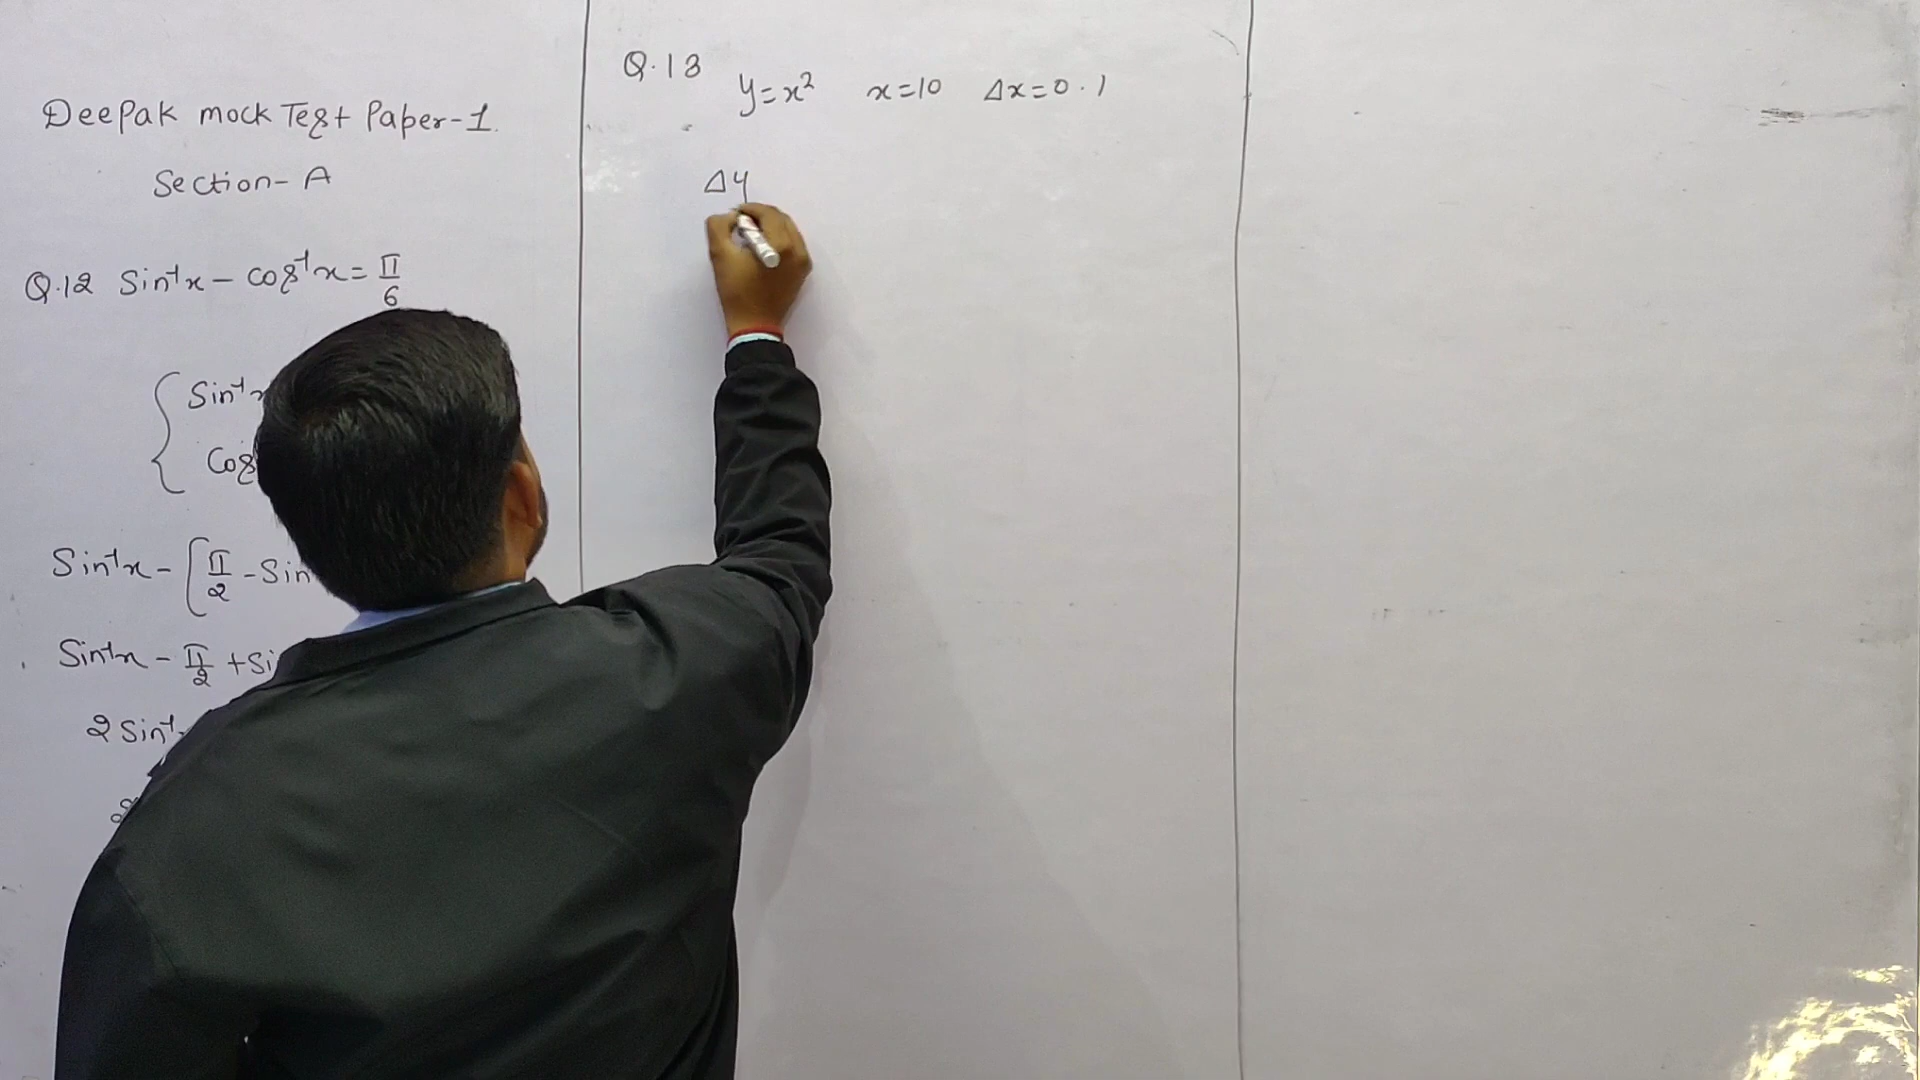 DeePak mock Test Paper-1.
Section-A
Q.12 Sin⁻¹x - Cos⁻¹x = π/6
Sin⁻¹x
Cos
Sin⁻¹x - [π/2 - Sin
Sin⁻¹x - π/2 + Si
2 Sin⁻¹
Q.13
y=x² x=10 Δx=0.1
Δy